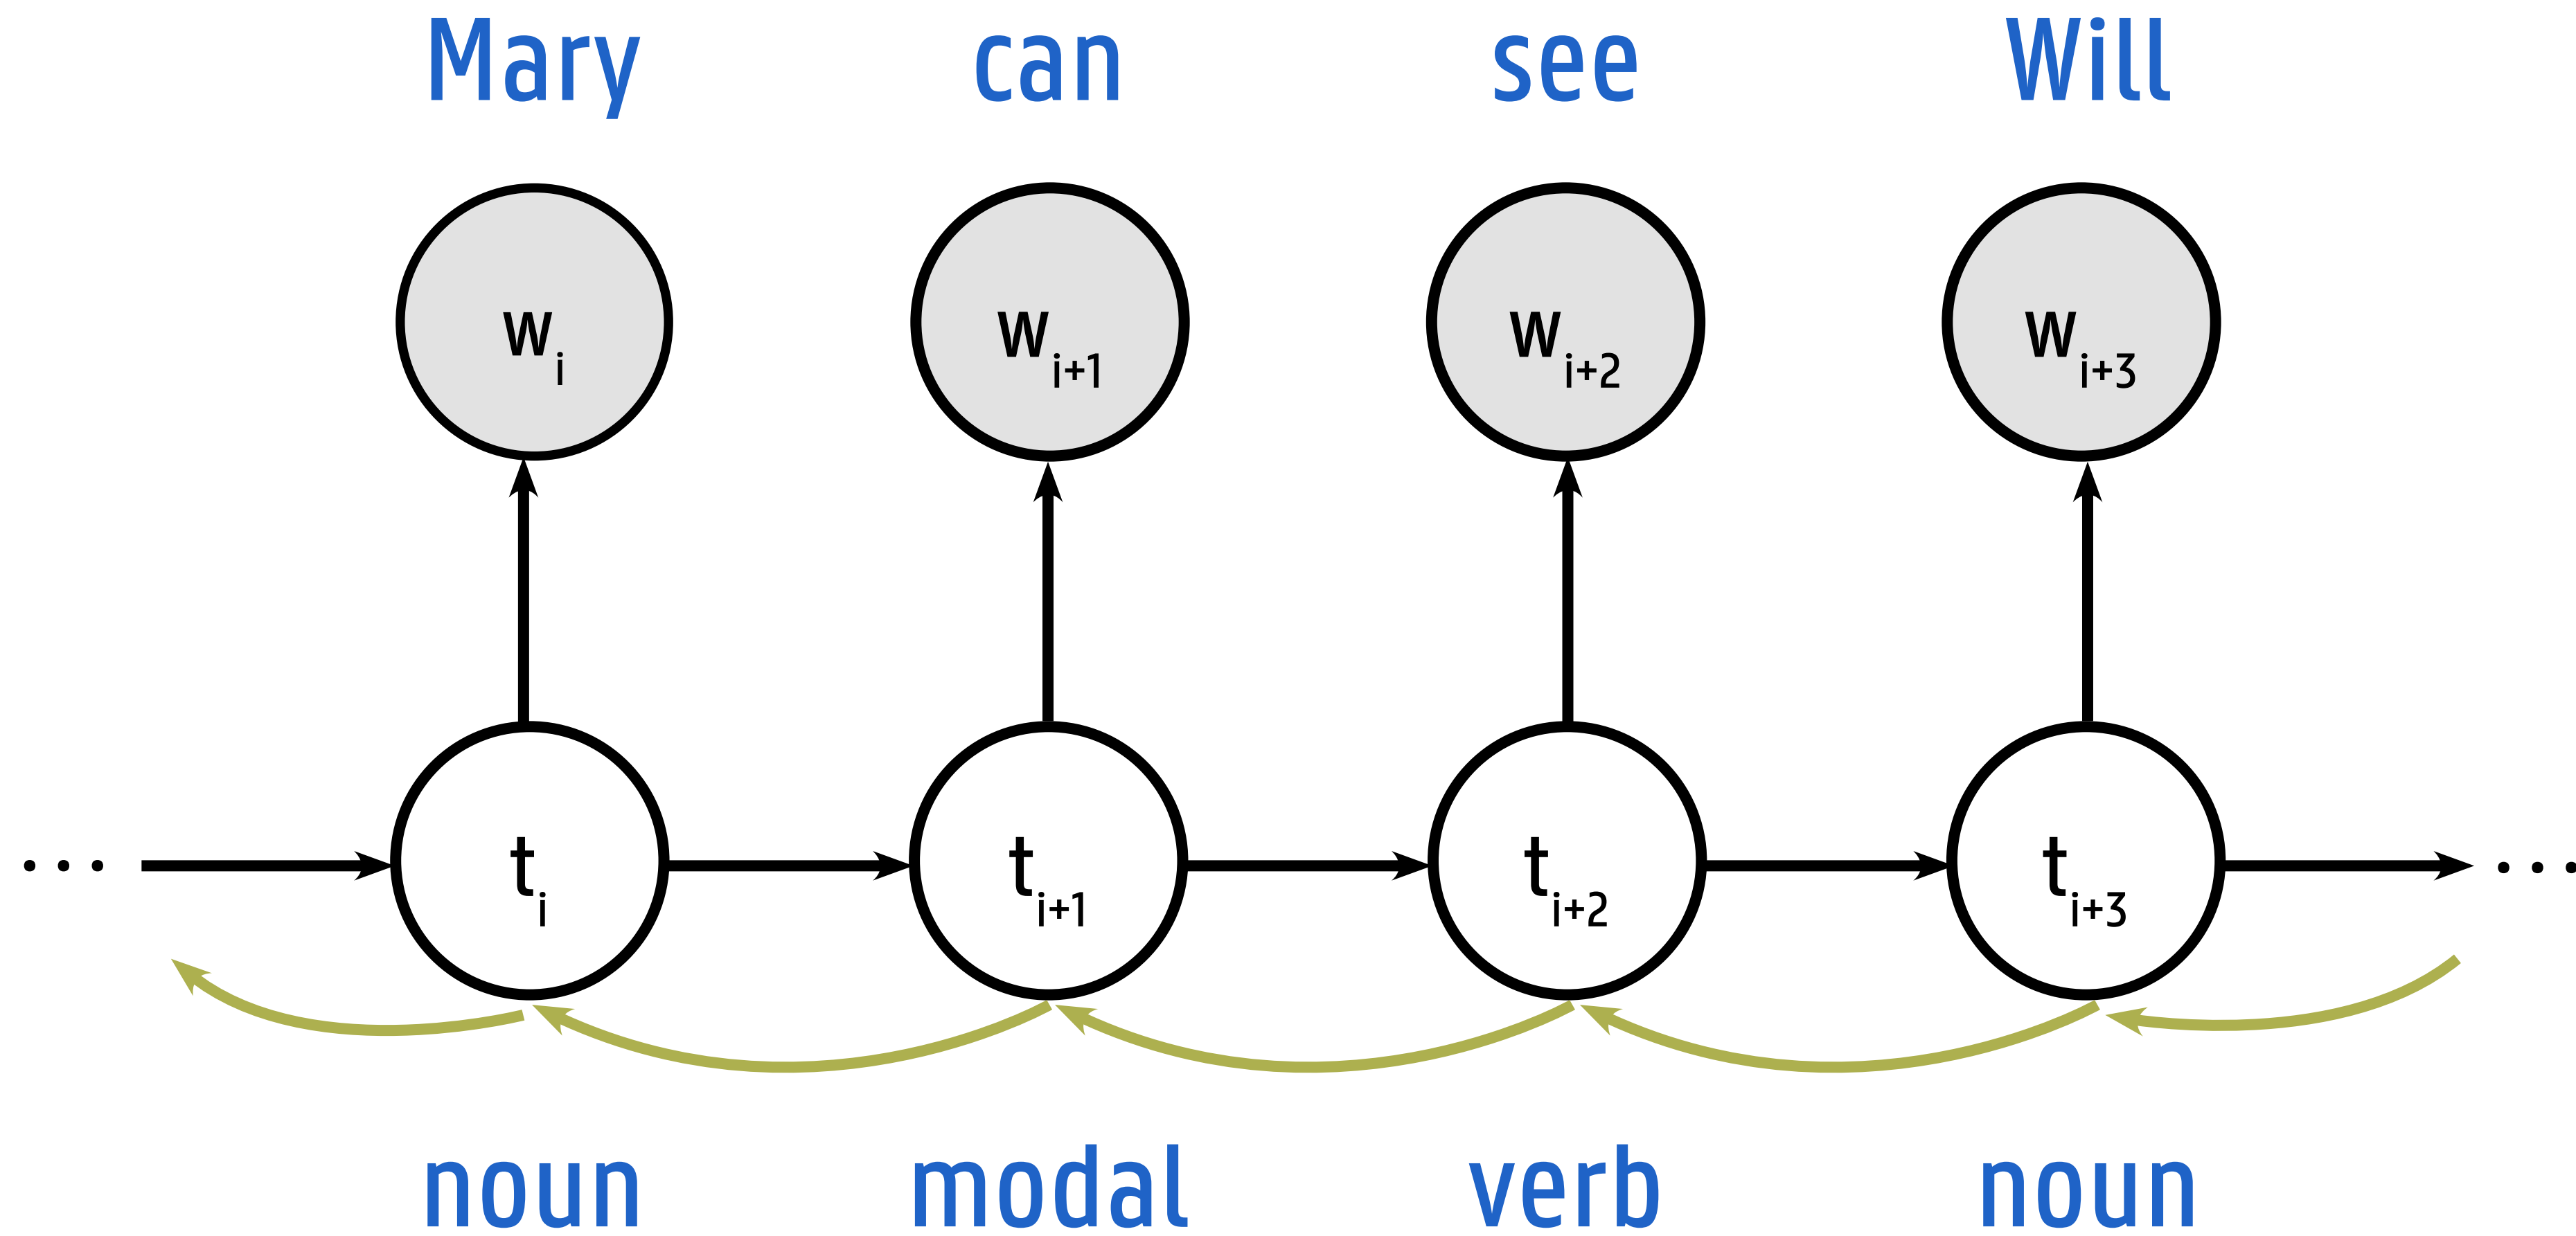 Mary can see Will
w i w i+1 w i+2 w i+3
... t i t i+1 t i+2 t i+3 ...
noun modal verb noun